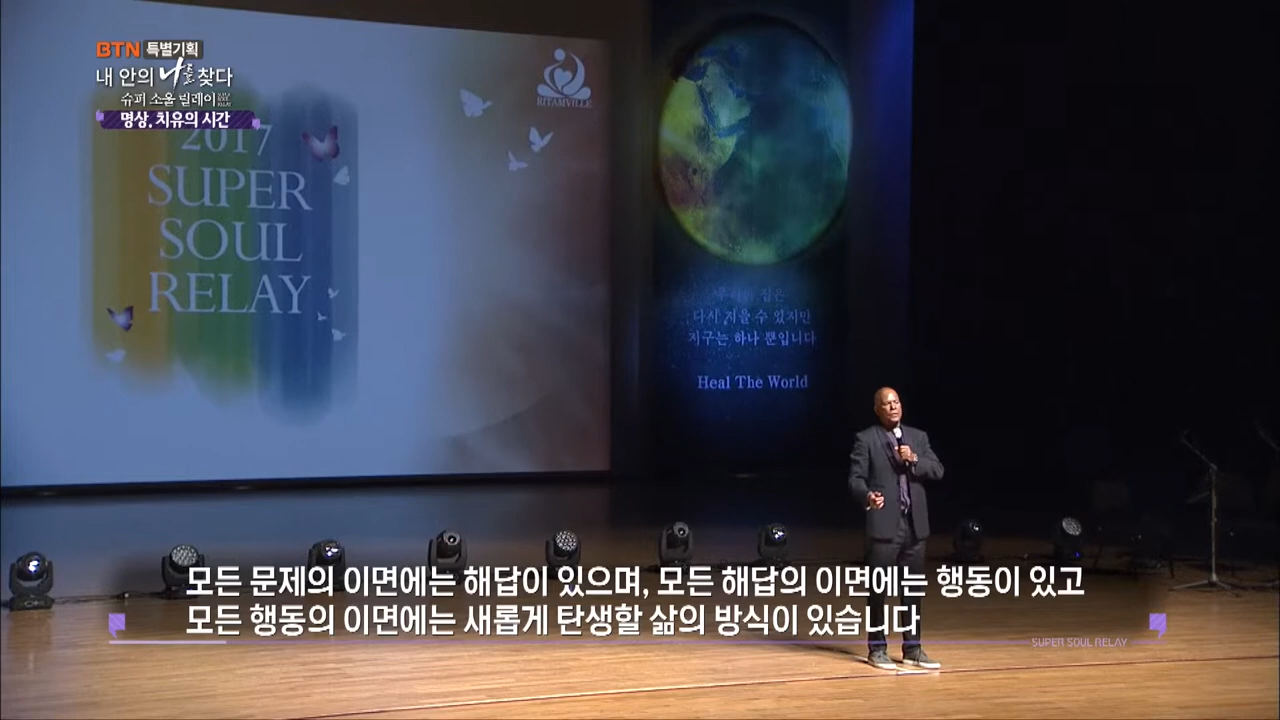 BTN 특별기획
내 안의 나를 찾다
슈퍼 소울 릴레이
명상, 치유의 시간
2017
SUPER
SOUL
RELAY
RITAMVILLE
우리의 집은
다시 지을 수 있지만
지구는 하나 뿐입니다
Heal The World
모든 문제의 이면에는 해답이 있으며, 모든 해답의 이면에는 행동이 있고
모든 행동의 이면에는 새롭게 탄생할 삶의 방식이 있습니다
SUPER SOUL RELAY